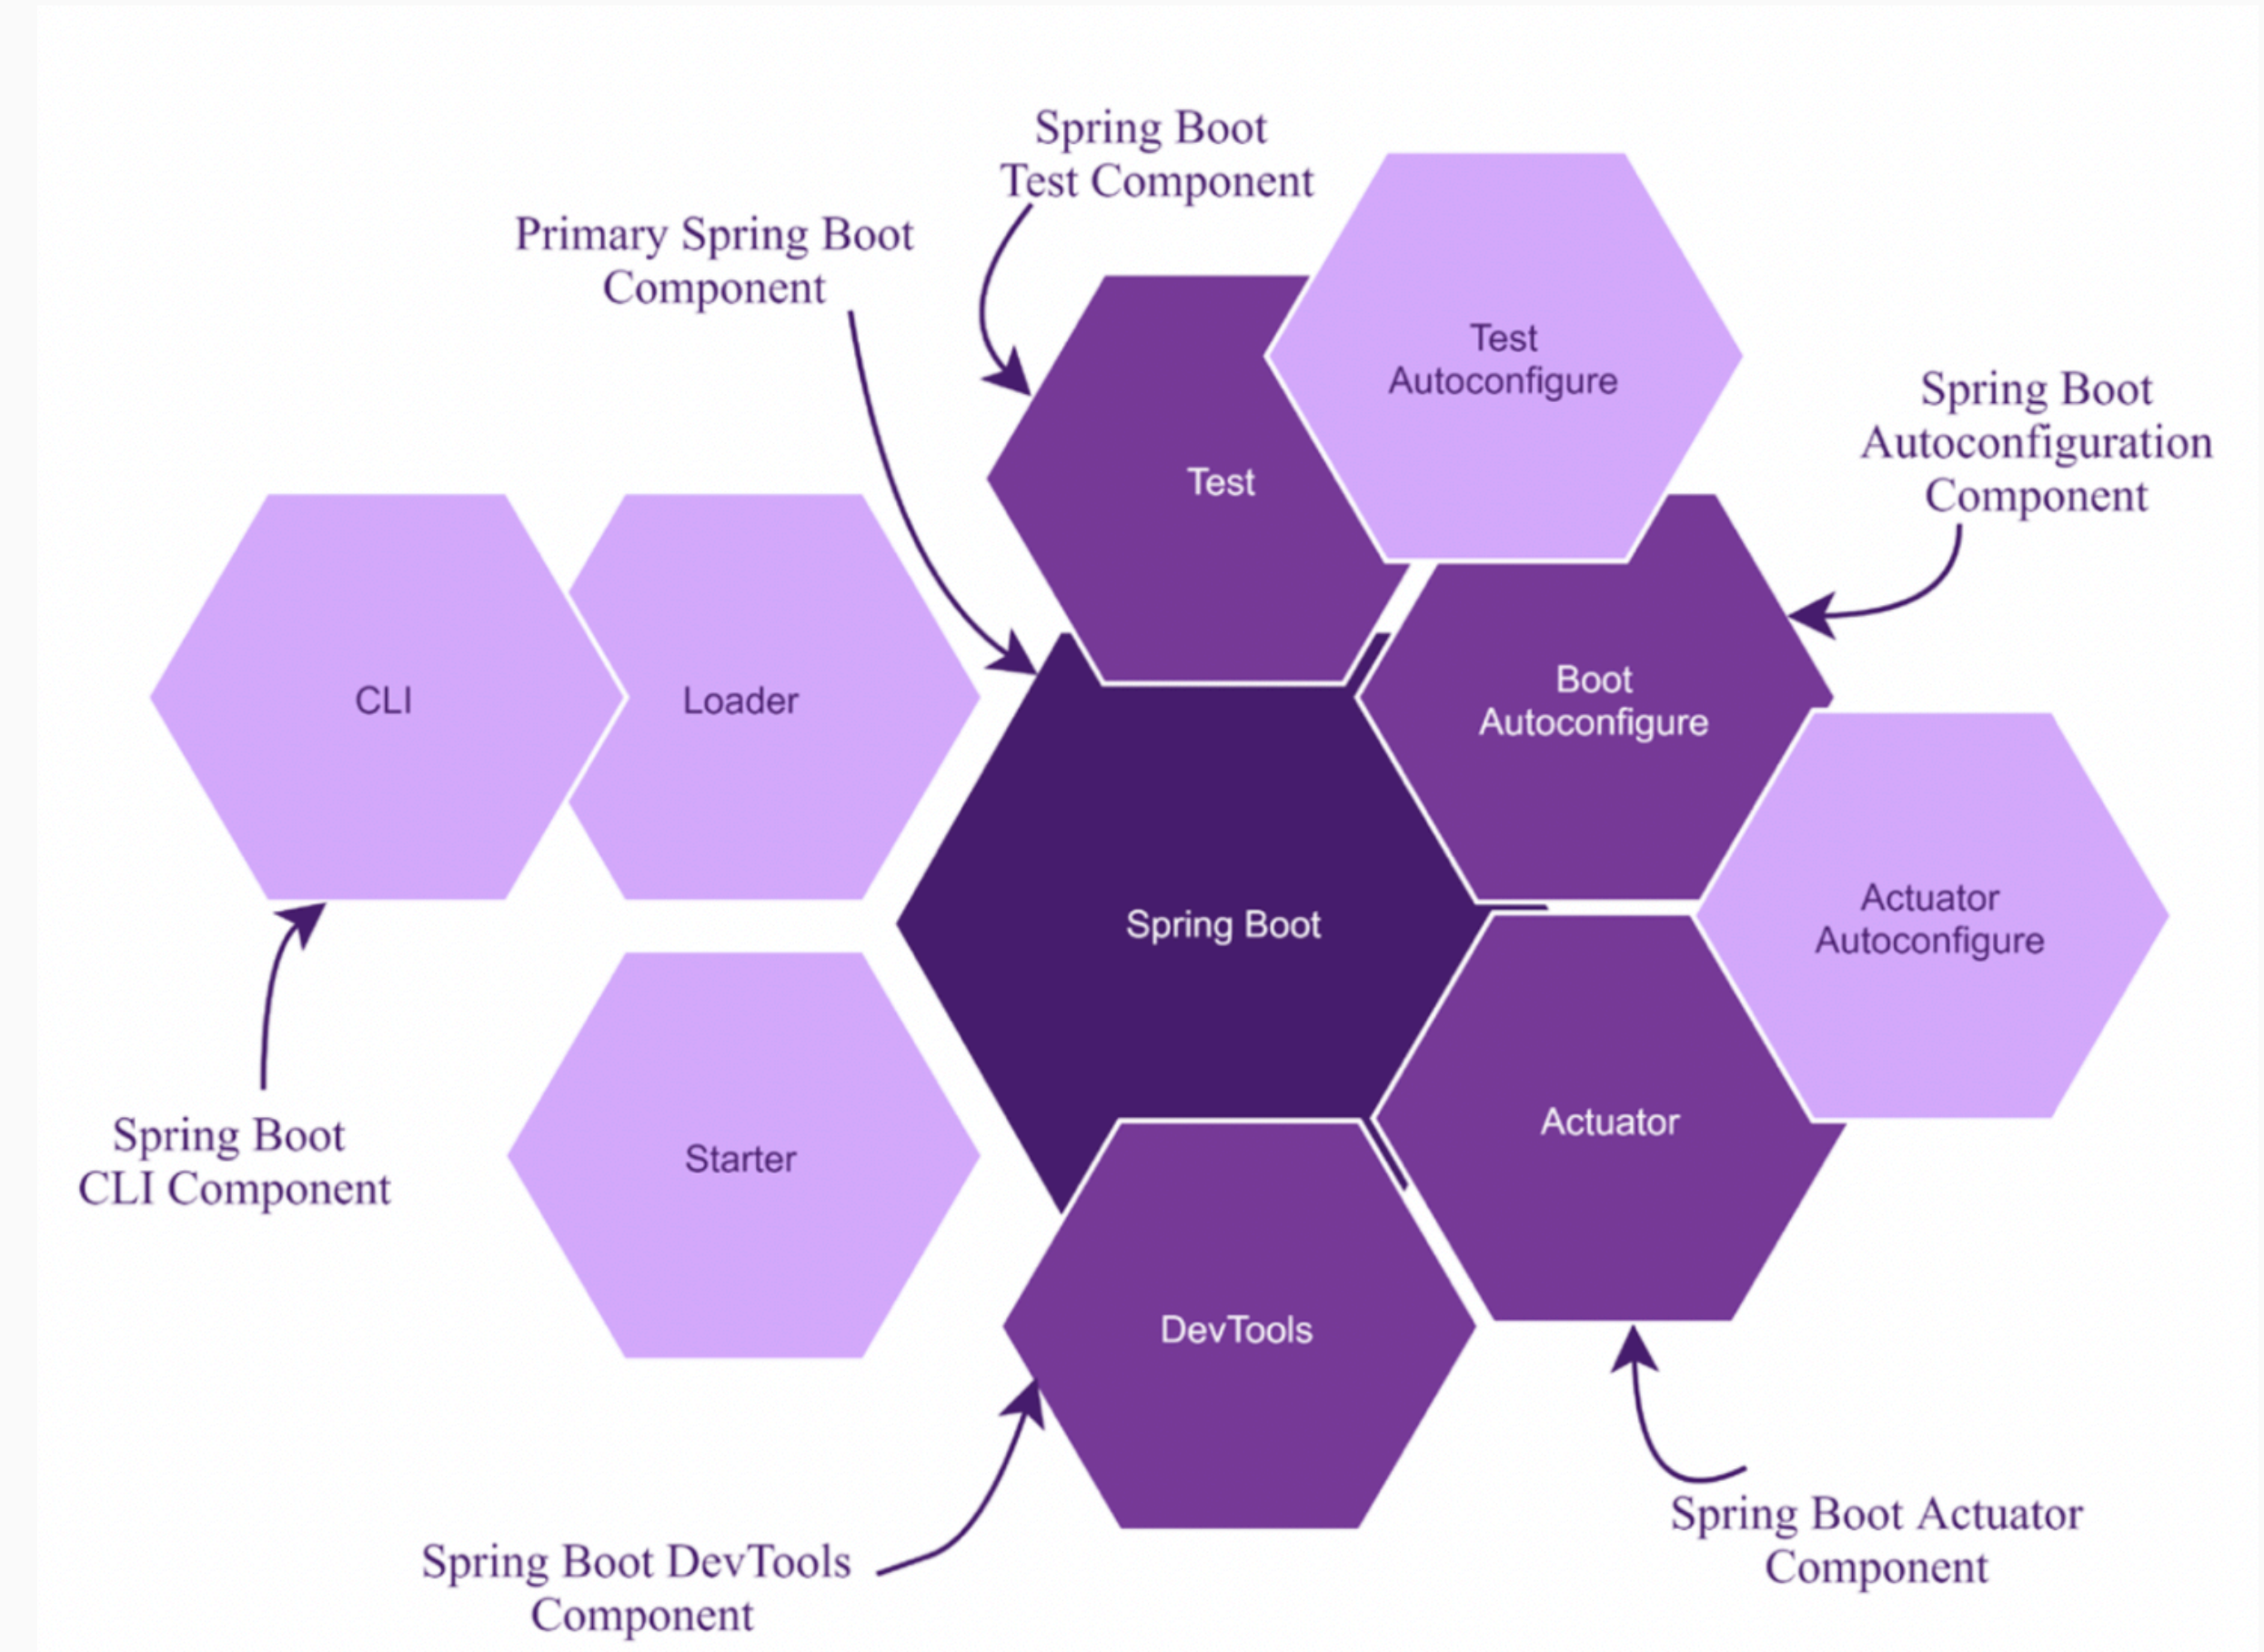 Spring Boot
Test Component
Primary Spring Boot
Component
Test
Autoconfigure
Spring Boot
Autoconfiguration
Component
Test
CLI
Loader
Boot
Autoconfigure
Spring Boot
Actuator
Autoconfigure
Spring Boot
CLI Component
Starter
Actuator
DevTools
Spring Boot DevTools
Component
Spring Boot Actuator
Component